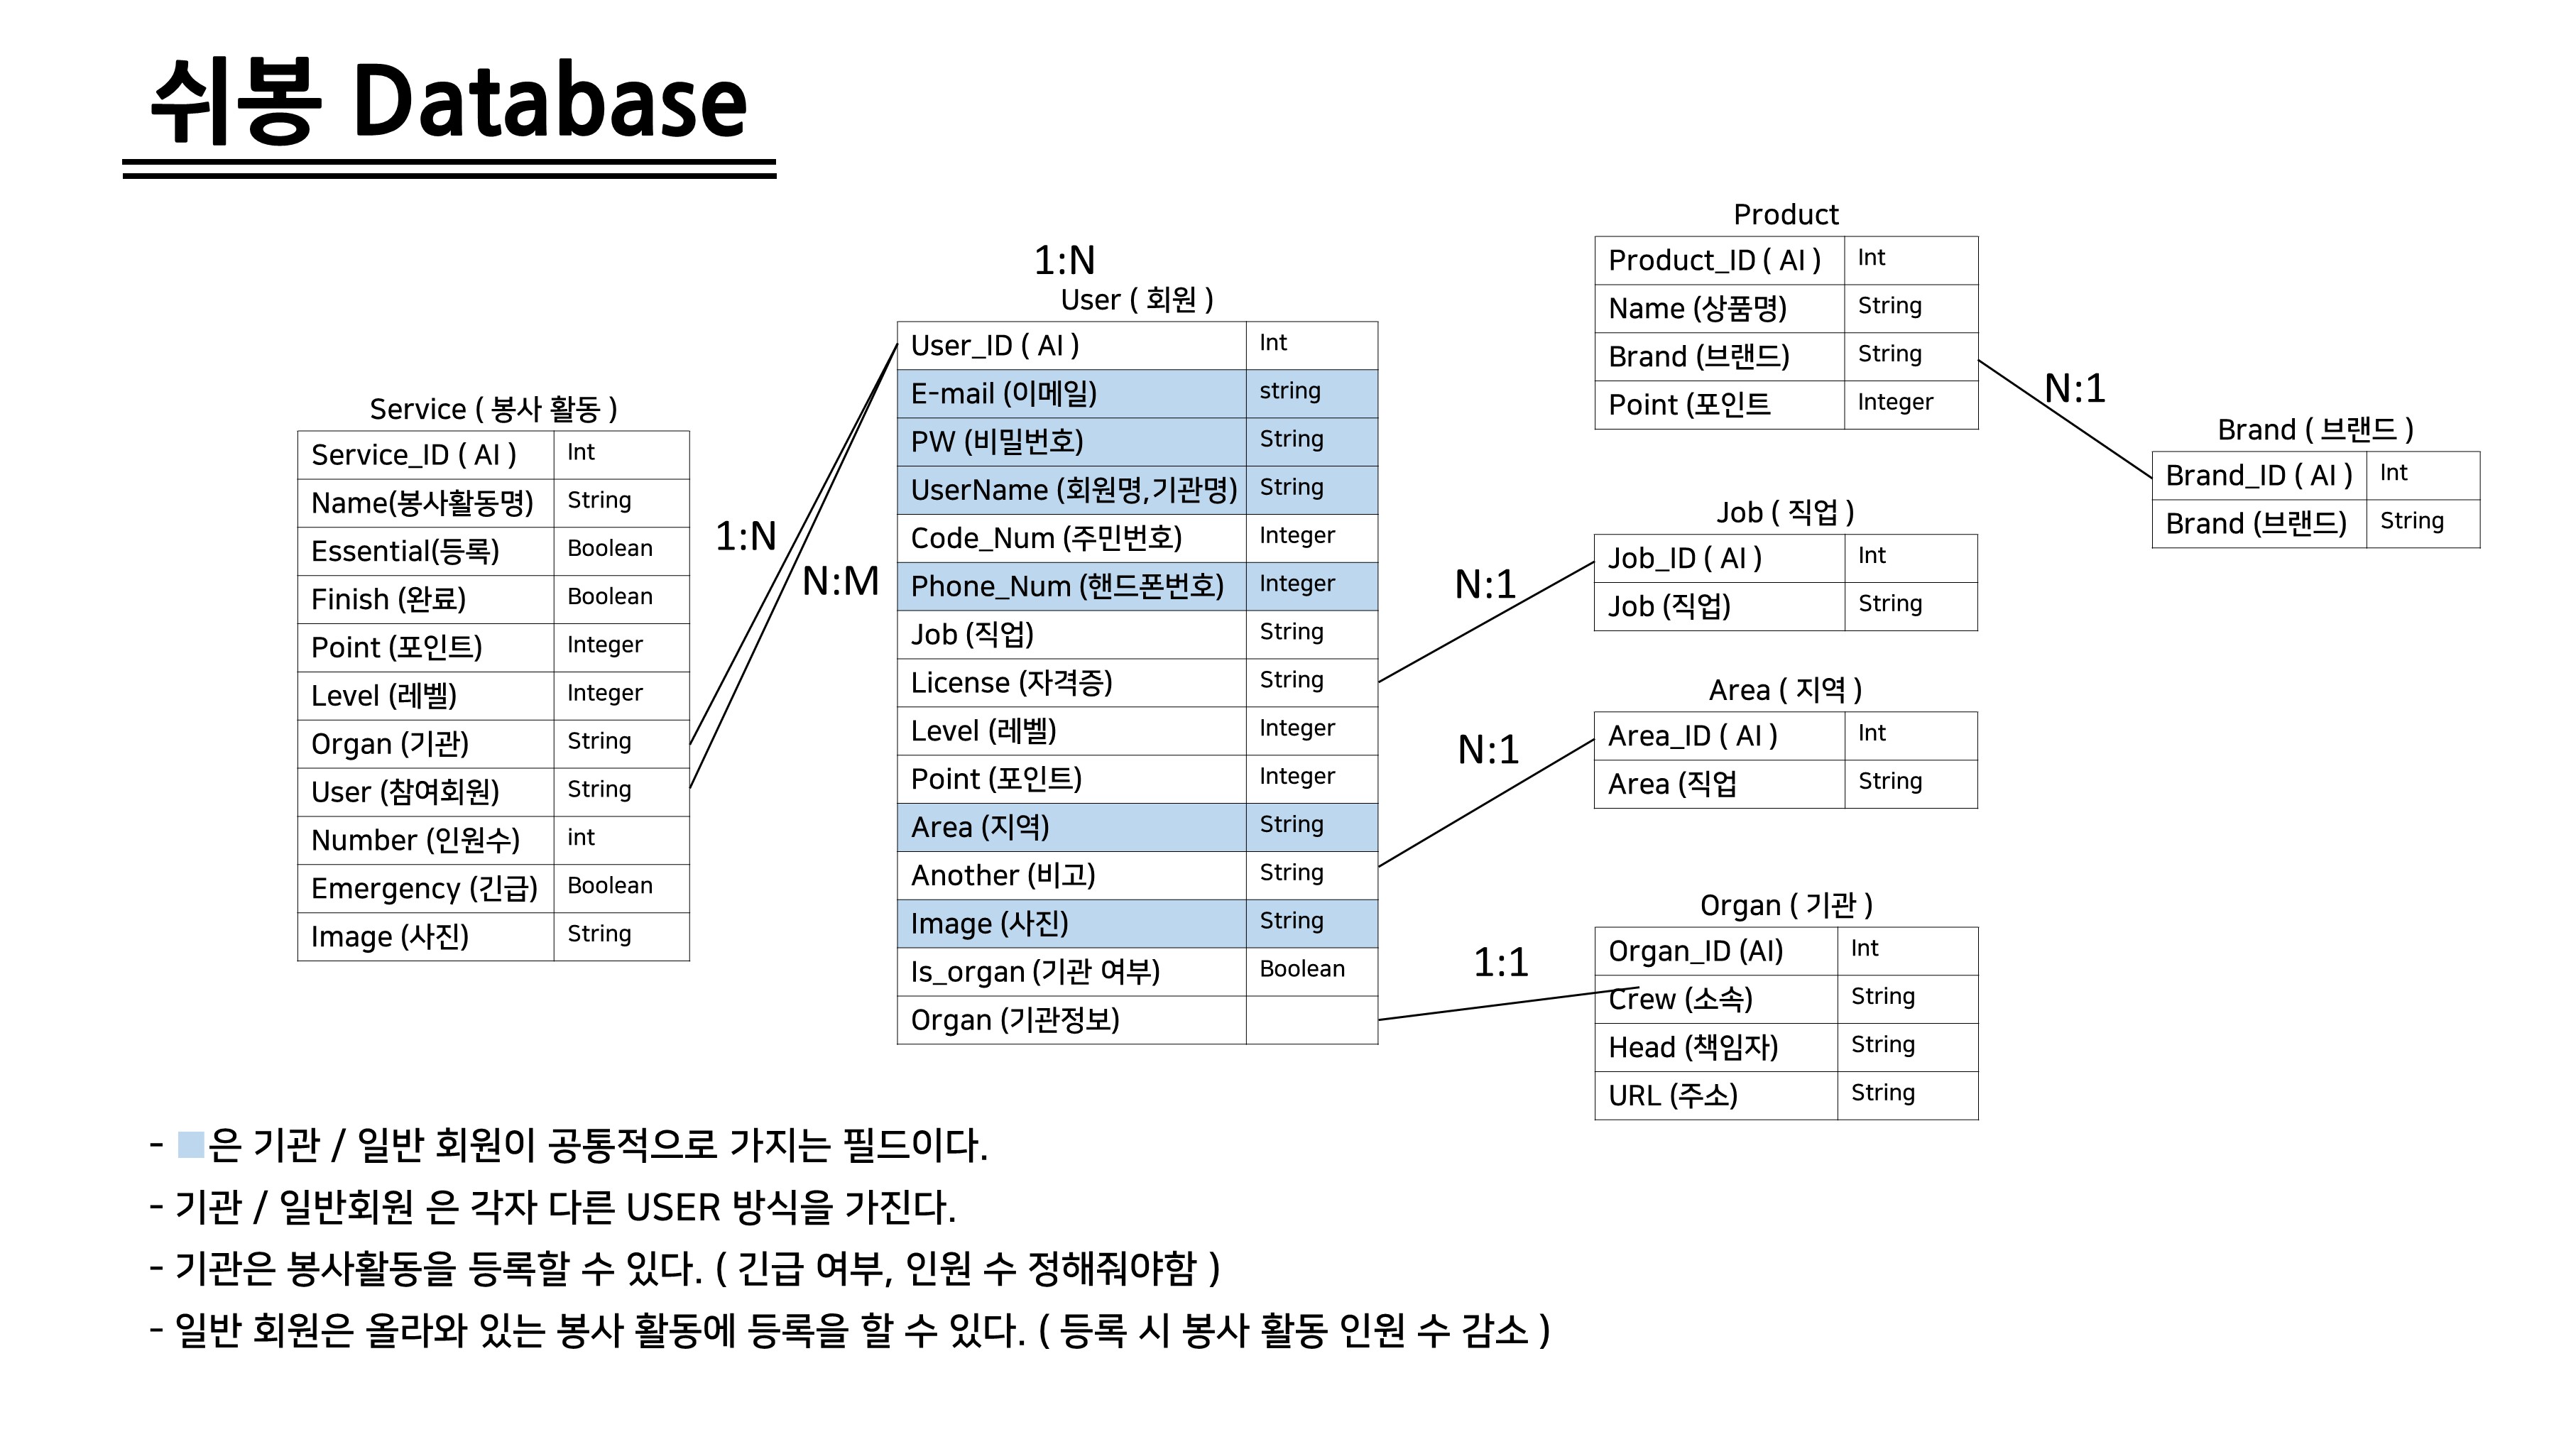 쉬봉 Database
Service ( 봉사 활동 )
Service_ID ( AI ) Int
Name(봉사활동명) String
Essential(등록) Boolean
Finish (완료) Boolean
Point (포인트) Integer
Level (레벨) Integer
Organ (기관) String
User (참여회원) String
Number (인원수) int
Emergency (긴급) Boolean
Image (사진) String
1:N
N:M
1:N
User ( 회원 )
User_ID ( AI ) Int
E-mail (이메일) string
PW (비밀번호) String
UserName (회원명,기관명) String
Code_Num (주민번호) Integer
Phone_Num (핸드폰번호) Integer
Job (직업) String
License (자격증) String
Level (레벨) Integer
Point (포인트) Integer
Area (지역) String
Another (비고) String
Image (사진) String
Is_organ (기관 여부) Boolean
Organ (기관정보)
N:1
N:1
1:1
Product
Product_ID ( AI ) Int
Name (상품명) String
Brand (브랜드) String
Point (포인트 Integer
N:1
Brand ( 브랜드 )
Brand_ID ( AI ) Int
Brand (브랜드) String
Job ( 직업 )
Job_ID ( AI ) Int
Job (직업) String
Area ( 지역 )
Area_ID ( AI ) Int
Area (직업 String
Organ ( 기관 )
Organ_ID (AI) Int
Crew (소속) String
Head (책임자) String
URL (주소) String
- ■은 기관 / 일반 회원이 공통적으로 가지는 필드이다.
- 기관 / 일반회원 은 각자 다른 USER 방식을 가진다.
- 기관은 봉사활동을 등록할 수 있다. ( 긴급 여부, 인원 수 정해줘야함 )
- 일반 회원은 올라와 있는 봉사 활동에 등록을 할 수 있다. ( 등록 시 봉사 활동 인원 수 감소 )